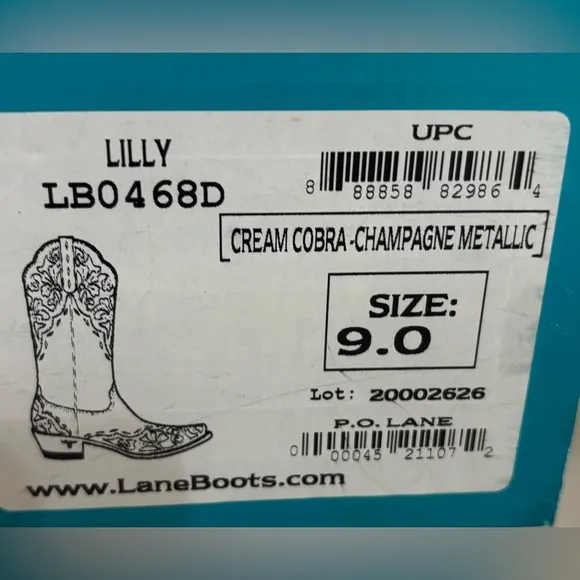 LILLY
LB0468D
UPC
8 88858 82986 4
CREAM COBRA-CHAMPAGNE METALLIC
SIZE:
9.0
Lot: 20002626
P.O. LANE
0 00045 21107 2
www.LaneBoots.com